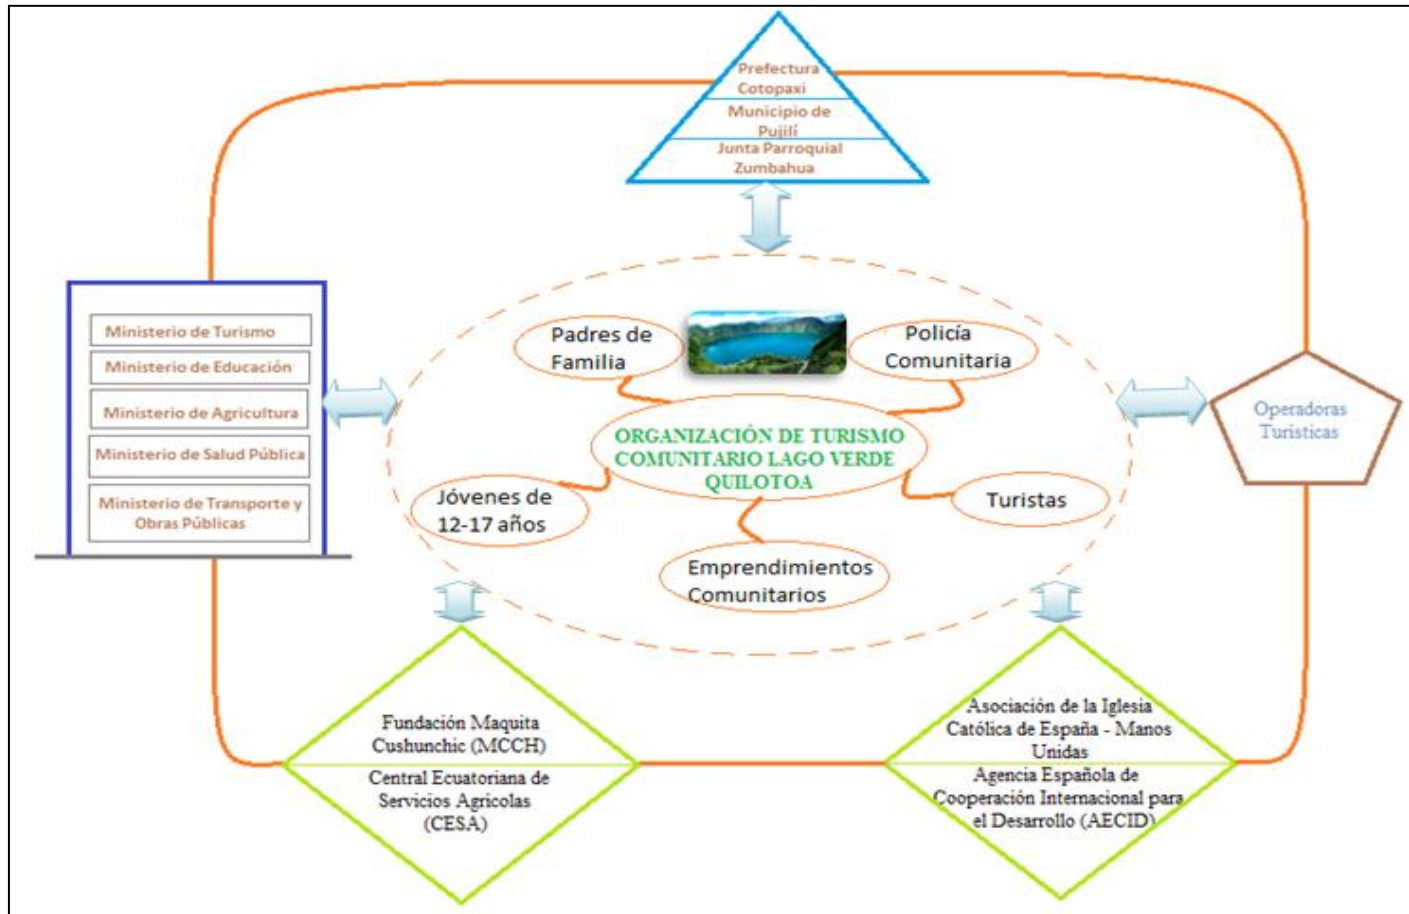 Prefectura
Cotopaxi
Municipio de
Pujilí
Junta Parroquial
Zumbahua
Ministerio de Turismo
Ministerio de Educación
Ministerio de Agricultura
Ministerio de Salud Pública
Ministerio de Transporte y
Obras Públicas
Padres de
Familia
Policía
Comunitaria
ORGANIZACIÓN DE TURISMO
COMUNITARIO LAGO VERDE
QUILOTOA
Jóvenes de
12-17 años
Turistas
Emprendimientos
Comunitarios
Operadoras
Turisticas
Fundación Maquita
Cushunchic (MCCH)
Central Ecuatoriana de
Servicios Agrícolas
(CESA)
Asociación de la Iglesia
Católica de España - Manos
Unidas
Agencia Española de
Cooperación Internacional para
el Desarrollo (AECID)